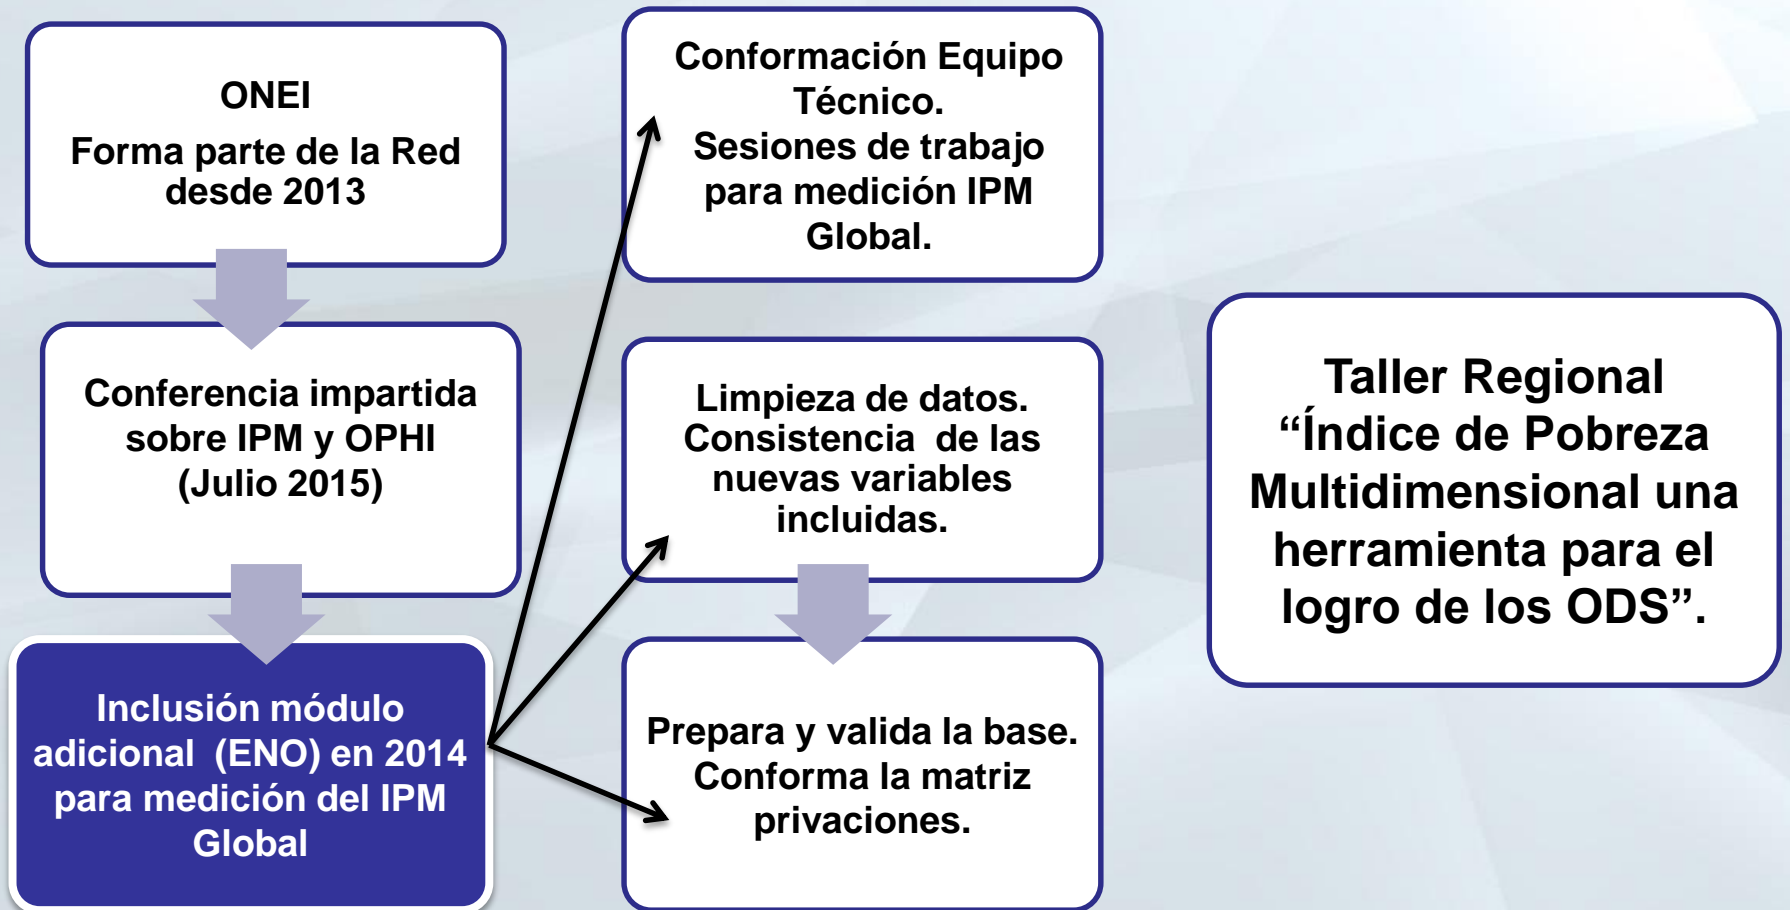 ONEI
Forma parte de la Red
desde 2013
Conferencia impartida
sobre IPM y OPHI
(Julio 2015)
Inclusión módulo
adicional (ENO) en 2014
para medición del IPM
Global
Conformación Equipo
Técnico.
Sesiones de trabajo
para medición IPM
Global.
Limpieza de datos.
Consistencia de las
nuevas variables
incluidas.
Prepara y valida la base.
Conforma la matriz
privaciones.
Taller Regional
“Índice de Pobreza
Multidimensional una
herramienta para el
logro de los ODS”.